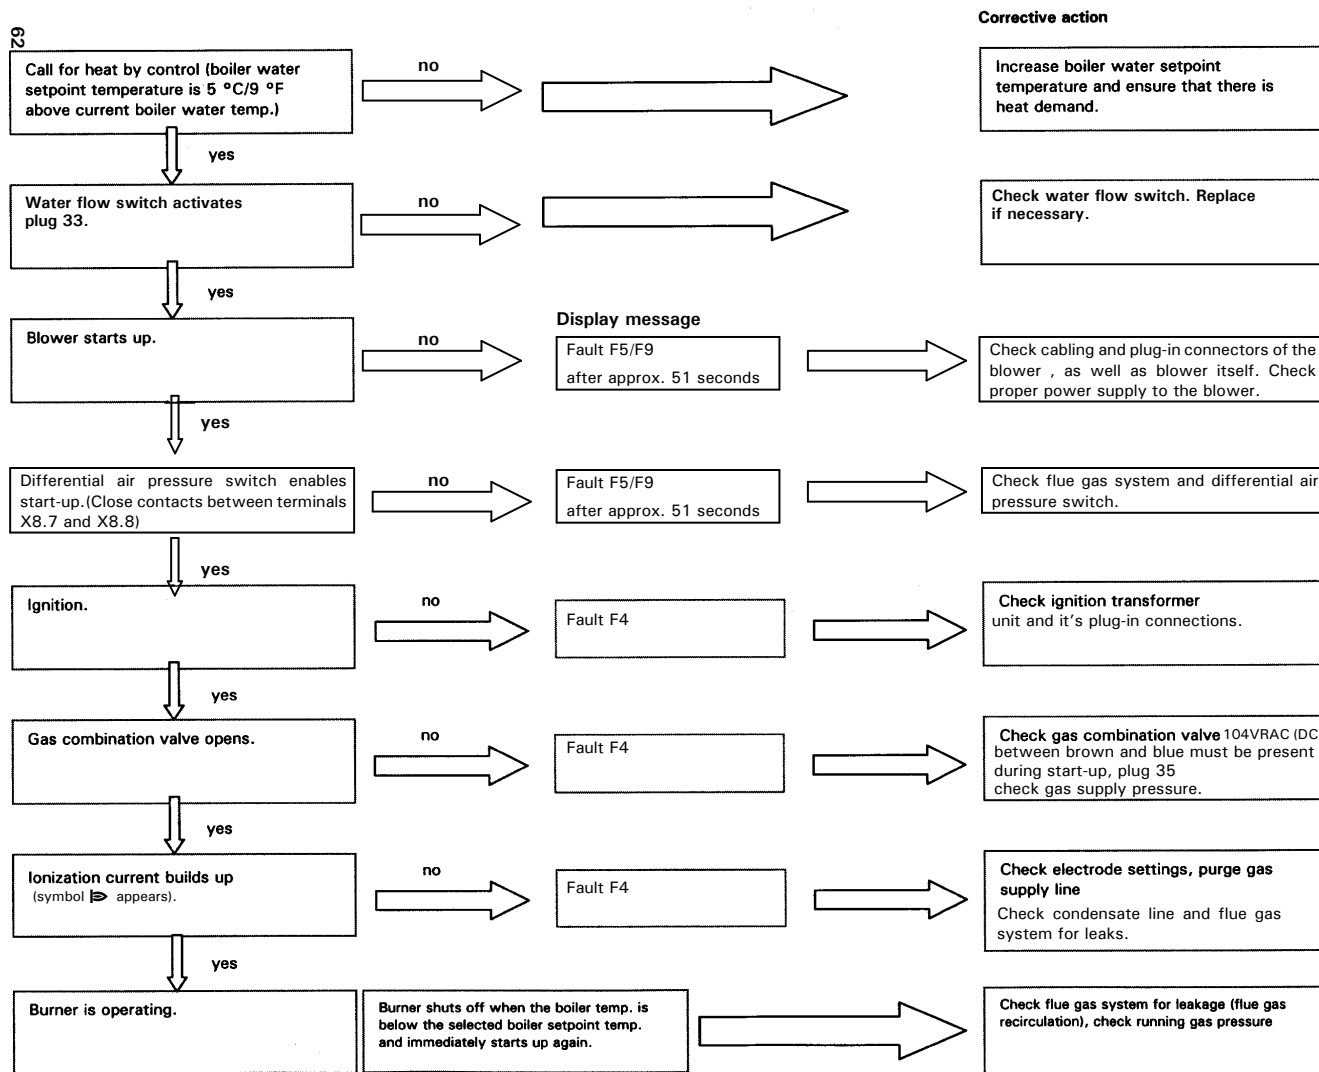 Corrective action
62
Call for heat by control (boiler water
setpoint temperature is 5 °C/9 °F
above current boiler water temp.)
no
Increase boiler water setpoint
temperature and ensure that there is
heat demand.
yes
Water flow switch activates
plug 33.
no
Check water flow switch. Replace
if necessary.
yes
Display message
Blower starts up.
no
Fault F5/F9
after approx. 51 seconds
Check cabling and plug-in connectors of the
blower , as well as blower itself. Check
proper power supply to the blower.
yes
Differential air pressure switch enables
start-up.(Close contacts between terminals
X8.7 and X8.8)
no
Fault F5/F9
after approx. 51 seconds
Check flue gas system and differential air
pressure switch.
yes
Ignition.
no
Fault F4
Check ignition transformer
unit and it's plug-in connections.
yes
Gas combination valve opens.
no
Fault F4
Check gas combination valve 104VRAC (DC
between brown and blue must be present
during start-up, plug 35
check gas supply pressure.
yes
Ionization current builds up
(symbol appears).
no
Fault F4
Check electrode settings, purge gas
supply line
Check condensate line and flue gas
system for leaks.
yes
Burner is operating.
Burner shuts off when the boiler temp. is
below the selected boiler setpoint temp.
and immediately starts up again.
Check flue gas system for leakage (flue gas
recirculation), check running gas pressure